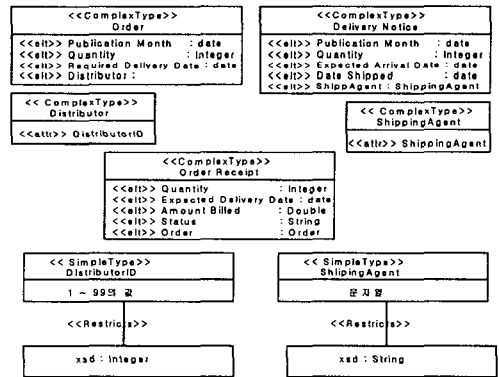 <<ComplexType>>
Order
<<elt>> Publication Month : date
<<elt>> Quantity : Integer
<<elt>> Required Delivery Date : date
<<elt>> Distributor :
<<ComplexType>>
Delivery Notice
<<elt>> Publication Month : date
<<elt>> Quantity : Integer
<<elt>> Expected Arrival Date : date
<<elt>> Date Shipped : date
<<elt>> ShippAgent : ShippingAgent
<< ComplexType>>
Distributor
<<attr>> DistributorID
<< ComplexType>>
ShippingAgent
<<attr>> ShippingAgent
<<ComplexType>>
Order Receipt
<<elt>> Quantity : Integer
<<elt>> Expected Delivery Date : date
<<elt>> Amount Billed : Double
<<elt>> Status : String
<<elt>> Order : Order
<< SimpleType>>
DistributorID
1 ~ 99의 값
<<Restricts>>
xsd : Integer
<< SimpleType>>
ShlipingAgent
문자열
<<Restricts>>
xsd : String